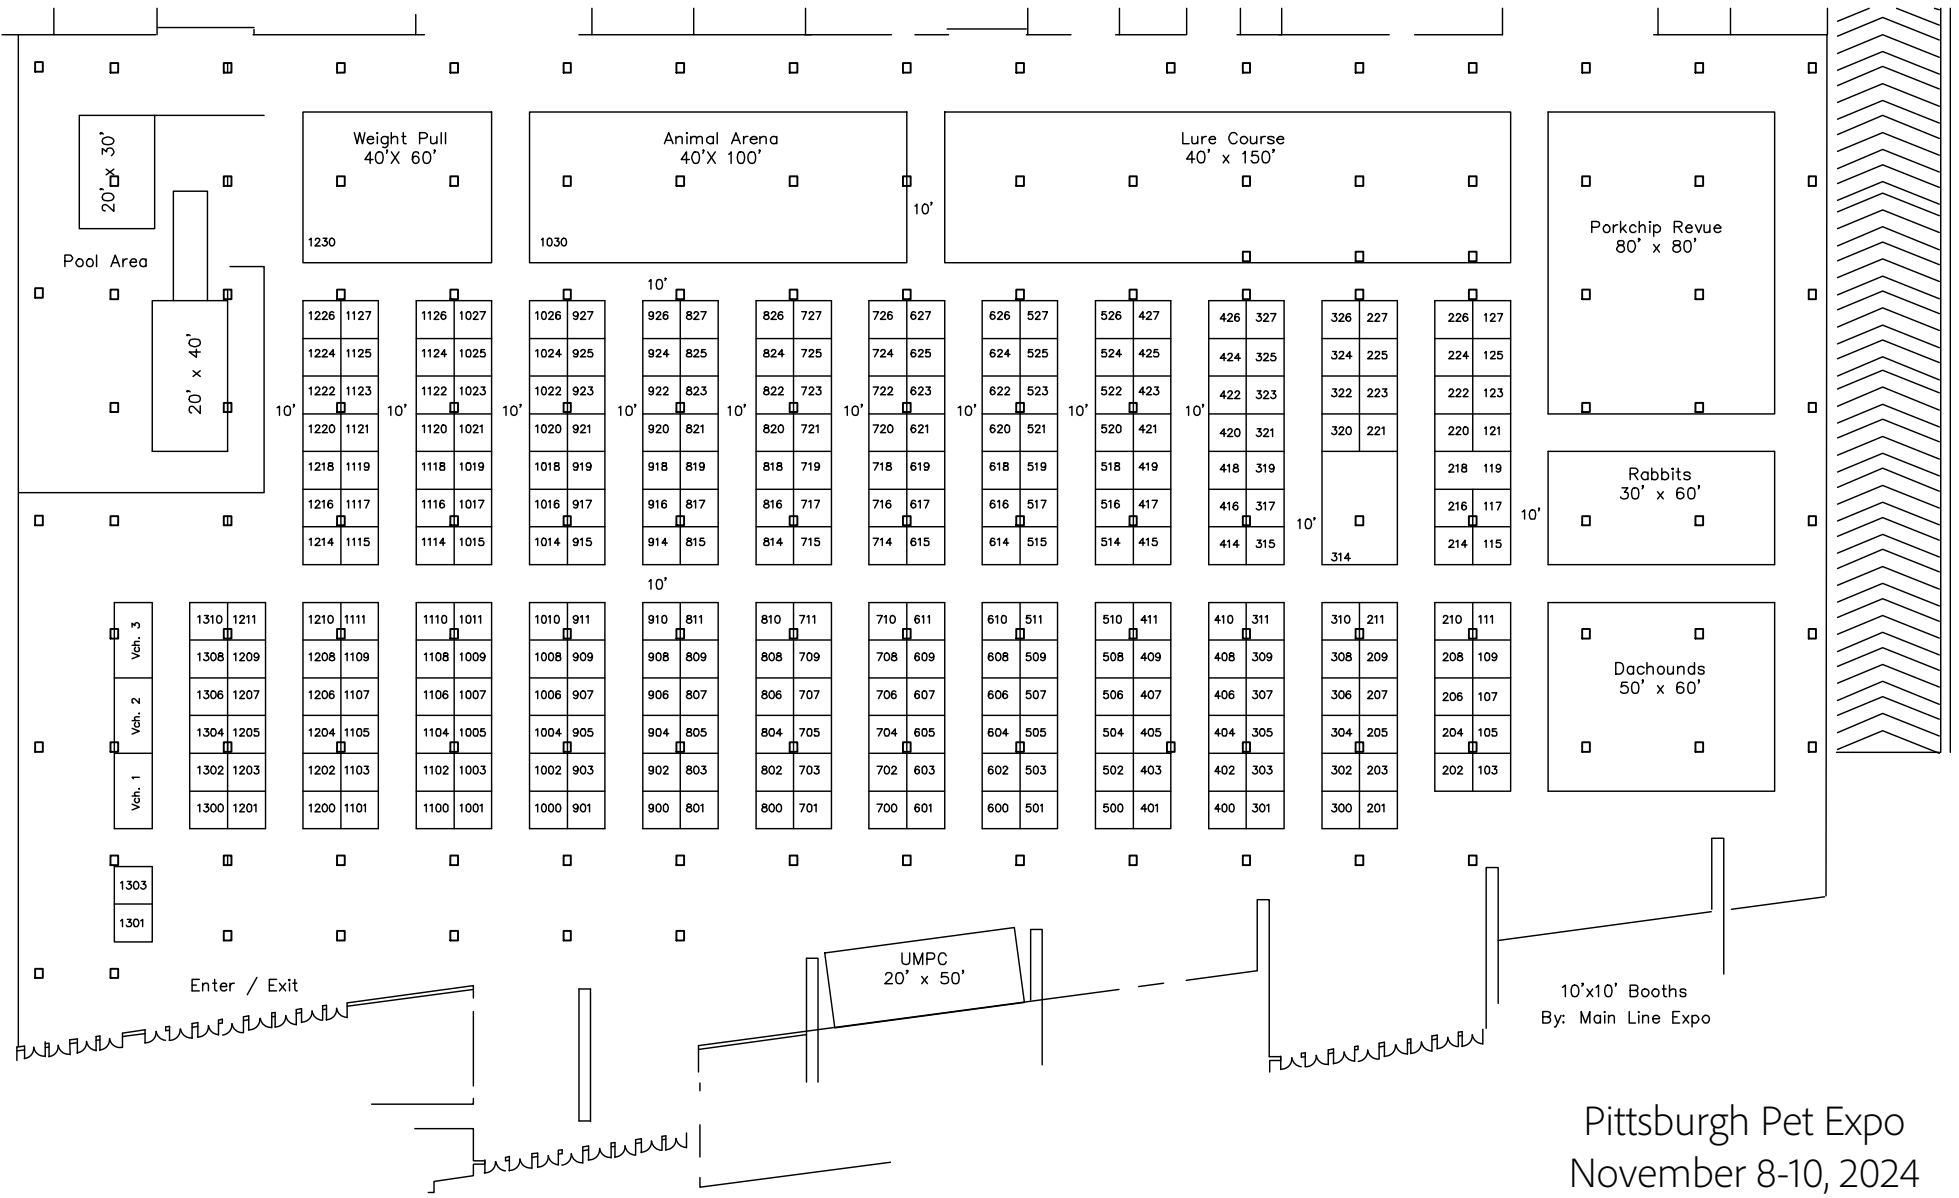 Weight Pull
40'X 60'
1230
Animal Arena
40'X 100'
1030
10'
Lure Course
40' x 150'
Porkchip Revue
80' x 80'
20' x 30'
Pool Area
20' x 40'
10'
1226 1127 1126 1027 1026 927 926 827 826 727 726 627 626 527 526 427 426 327 326 227 226 127
1224 1125 1124 1025 1024 925 924 825 824 725 724 625 624 525 524 425 424 325 324 225 224 125
1222 1123 1122 1023 1022 923 922 823 822 723 722 623 622 523 522 423 422 323 322 223 222 123
10' 10' 10' 10' 10' 10' 10' 10' 10'
1220 1121 1120 1021 1020 921 920 821 820 721 720 621 620 521 520 421 420 321 320 221 220 121
1218 1119 1118 1019 1018 919 918 819 818 719 718 619 618 519 518 419 418 319 218 119
1216 1117 1116 1017 1016 917 916 817 816 717 716 617 616 517 516 417 416 317 216 117
10' 10'
1214 1115 1114 1015 1014 915 914 815 814 715 714 615 614 515 514 415 414 315 314 214 115
Rabbits
30' x 60'
10'
Vch. 3
Vch. 2
Vch. 1
1310 1211 1210 1111 1110 1011 1010 911 910 811 810 711 710 611 610 511 510 411 410 311 310 211 210 111
1308 1209 1208 1109 1108 1009 1008 909 908 809 808 709 708 609 608 509 508 409 408 309 308 209 208 109
1306 1207 1206 1107 1106 1007 1006 907 906 807 806 707 706 607 606 507 506 407 406 307 306 207 206 107
1304 1205 1204 1105 1104 1005 1004 905 904 805 804 705 704 605 604 505 504 405 404 305 304 205 204 105
1302 1203 1202 1103 1102 1003 1002 903 902 803 802 703 702 603 602 503 502 403 402 303 302 203 202 103
1300 1201 1200 1101 1100 1001 1000 901 900 801 800 701 700 601 600 501 500 401 400 301 300 201
Dachounds
50' x 60'
1303
1301
Enter / Exit
UMPC
20' x 50'
10'x10' Booths
By: Main Line Expo
Pittsburgh Pet Expo
November 8-10, 2024